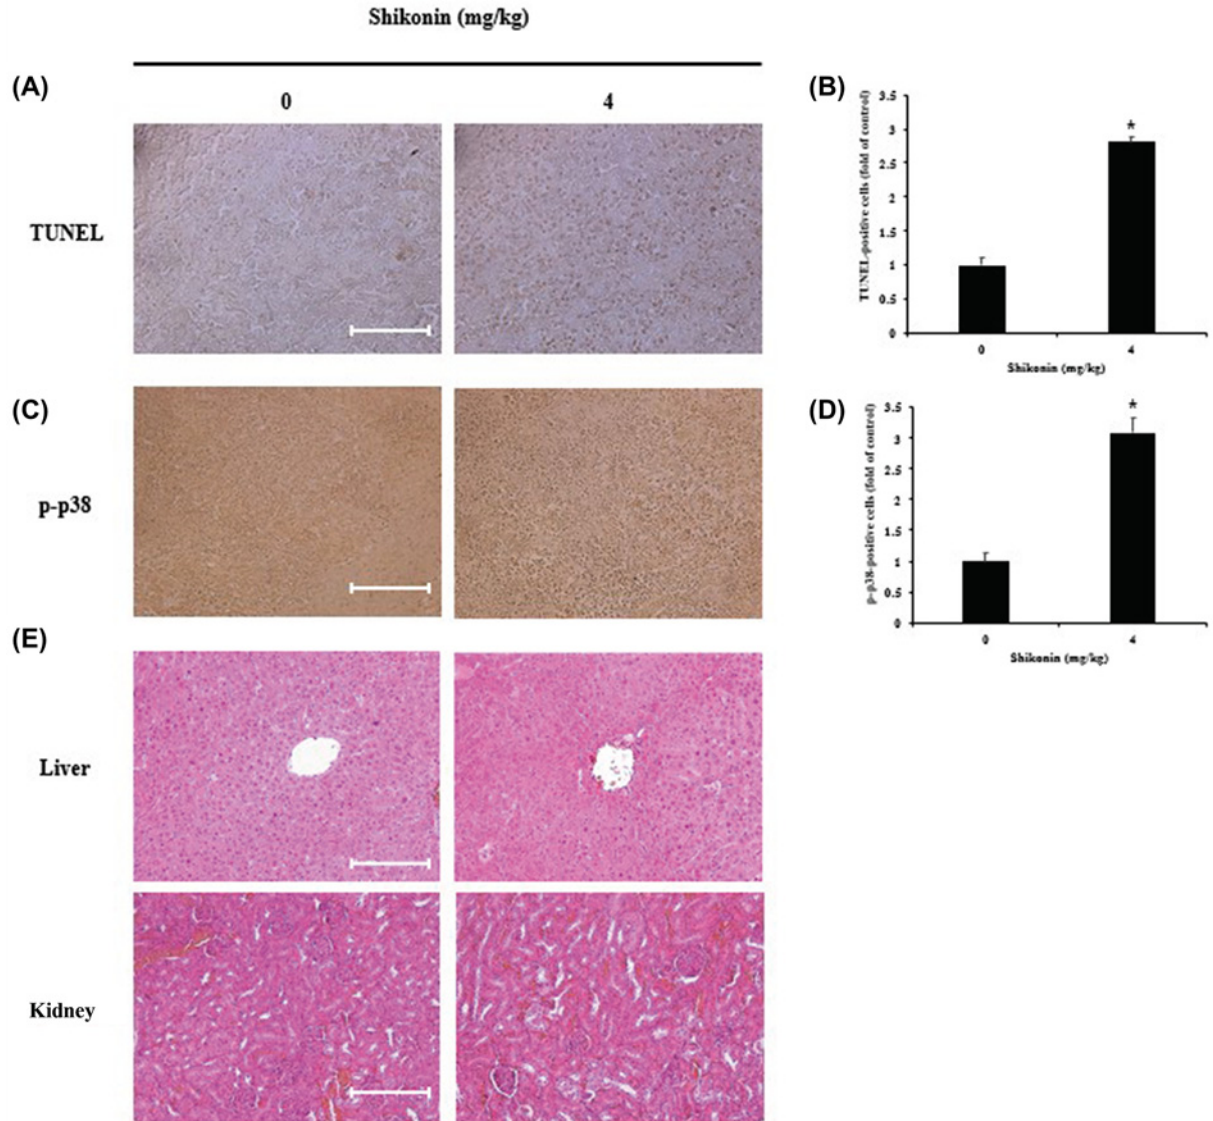 Shikonin (mg/kg)
(A)
0
4
TUNEL
(B)
TUNEL-positive cells (fold of control)
3.5
3
2.5
2
1.5
1
0.5
0
*
0
4
Shikonin (mg/kg)
(C)
p-p38
(D)
p-p38-positive cells (fold of control)
3.5
3
2.5
2
1.5
1
0.5
0
*
0
4
Shikonin (mg/kg)
(E)
Liver
Kidney